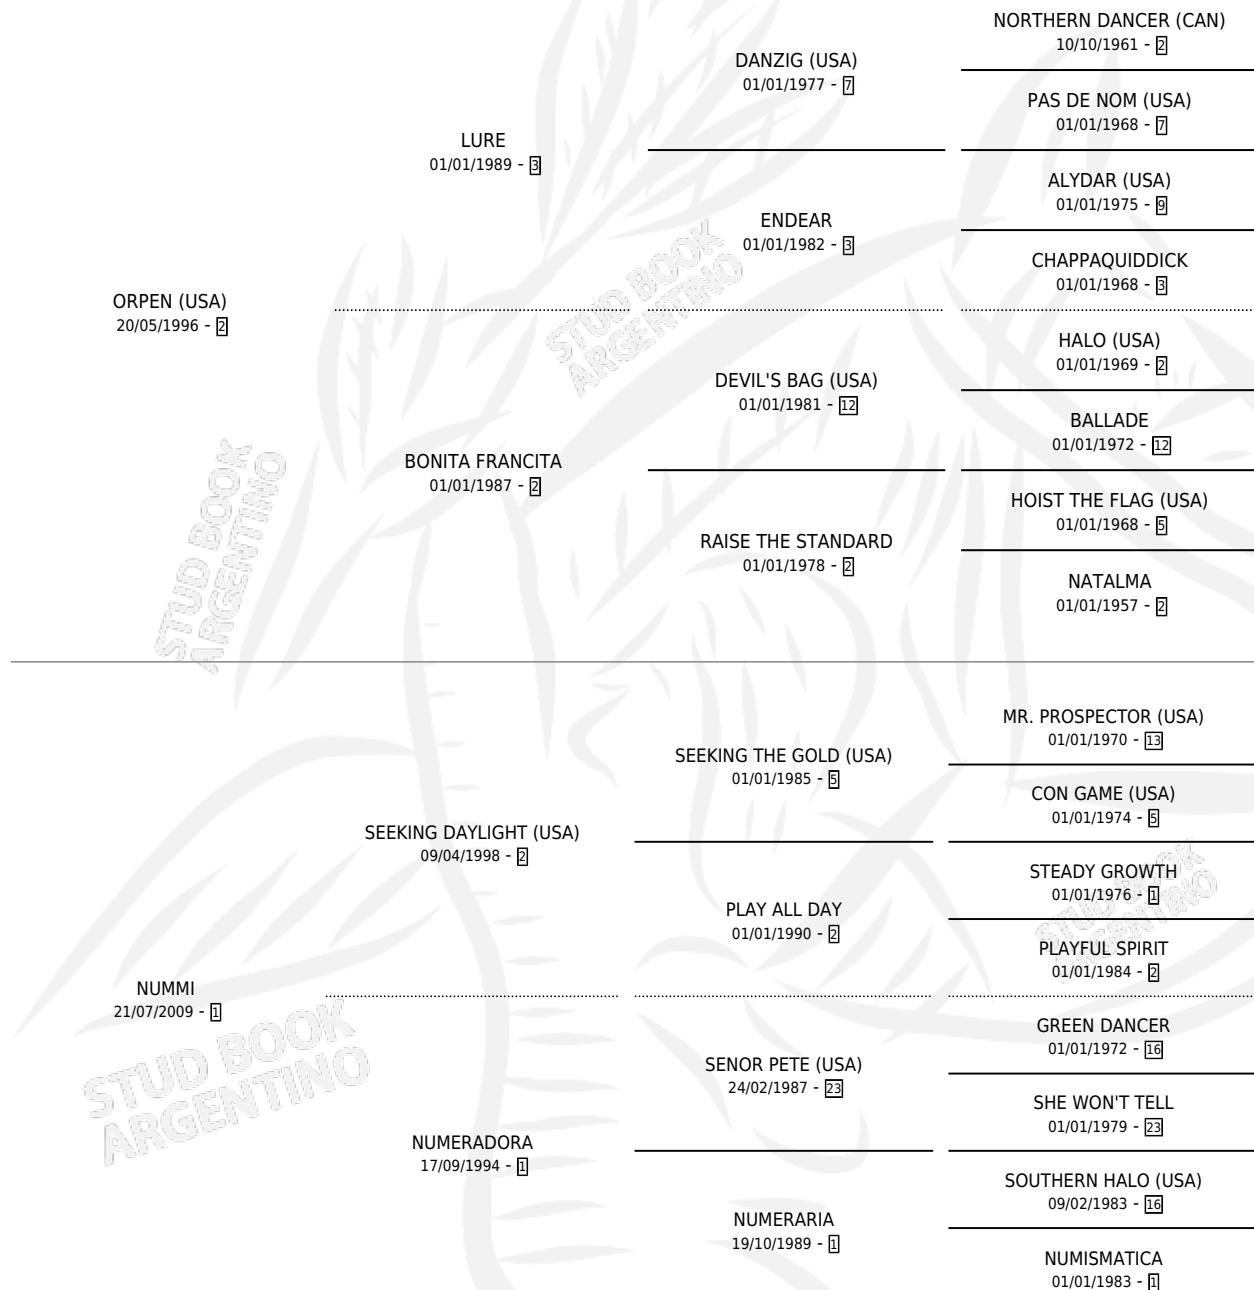 NORTHERN DANCER (CAN)
10/10/1961 - 2
DANZIG (USA)
01/01/1977 - 7
PAS DE NOM (USA)
01/01/1968 - 7
LURE
01/01/1989 - 3
ALYDAR (USA)
01/01/1975 - 9
ENDEAR
01/01/1982 - 3
CHAPPAQUIDDICK
01/01/1968 - 3
ORPEN (USA)
20/05/1996 - 2
STUD BOOK
ARGENTINO
HALO (USA)
01/01/1969 - 2
DEVIL'S BAG (USA)
01/01/1981 - 12
BALLADE
01/01/1972 - 12
BONITA FRANCITA
01/01/1987 - 2
HOIST THE FLAG (USA)
01/01/1968 - 5
RAISE THE STANDARD
01/01/1978 - 2
NATALMA
01/01/1957 - 2
STUD BOOK
ARGENTINO
MR. PROSPECTOR (USA)
01/01/1970 - 13
SEEKING THE GOLD (USA)
01/01/1985 - 5
CON GAME (USA)
01/01/1974 - 5
SEEKING DAYLIGHT (USA)
09/04/1998 - 2
STEADY GROWTH
01/01/1976 - 1
PLAY ALL DAY
01/01/1990 - 2
PLAYFUL SPIRIT
01/01/1984 - 2
STUD BOOK
ARGENTINO
NUMMI
21/07/2009 - 1
STUD BOOK
ARGENTINO
GREEN DANCER
01/01/1972 - 16
SENOR PETE (USA)
24/02/1987 - 23
SHE WON'T TELL
01/01/1979 - 23
NUMERADORA
17/09/1994 - 1
SOUTHERN HALO (USA)
09/02/1983 - 16
NUMERARIA
19/10/1989 - 1
NUMISMATICA
01/01/1983 - 1